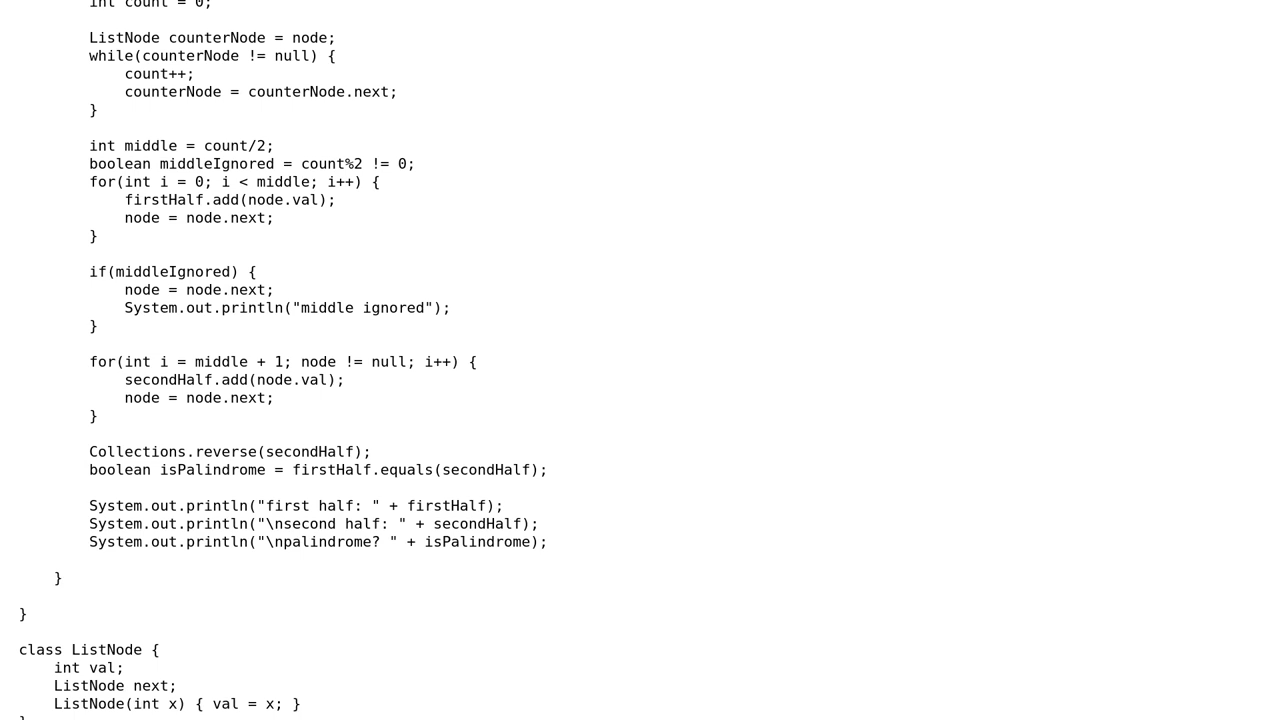 int count = 0;
ListNode counterNode = node;
while(counterNode != null) {
count++;
counterNode = counterNode.next;
}
int middle = count/2;
boolean middleIgnored = count%2 != 0;
for(int i = 0; i < middle; i++) {
firstHalf.add(node.val);
node = node.next;
}
if(middleIgnored) {
node = node.next;
System.out.println("middle ignored");
}
for(int i = middle + 1; node != null; i++) {
secondHalf.add(node.val);
node = node.next;
}
Collections.reverse(secondHalf);
boolean isPalindrome = firstHalf.equals(secondHalf);
System.out.println("first half: " + firstHalf);
System.out.println("\nsecond half: " + secondHalf);
System.out.println("\npalindrome? " + isPalindrome);
}
}
class ListNode {
int val;
ListNode next;
ListNode(int x) { val = x; }
}